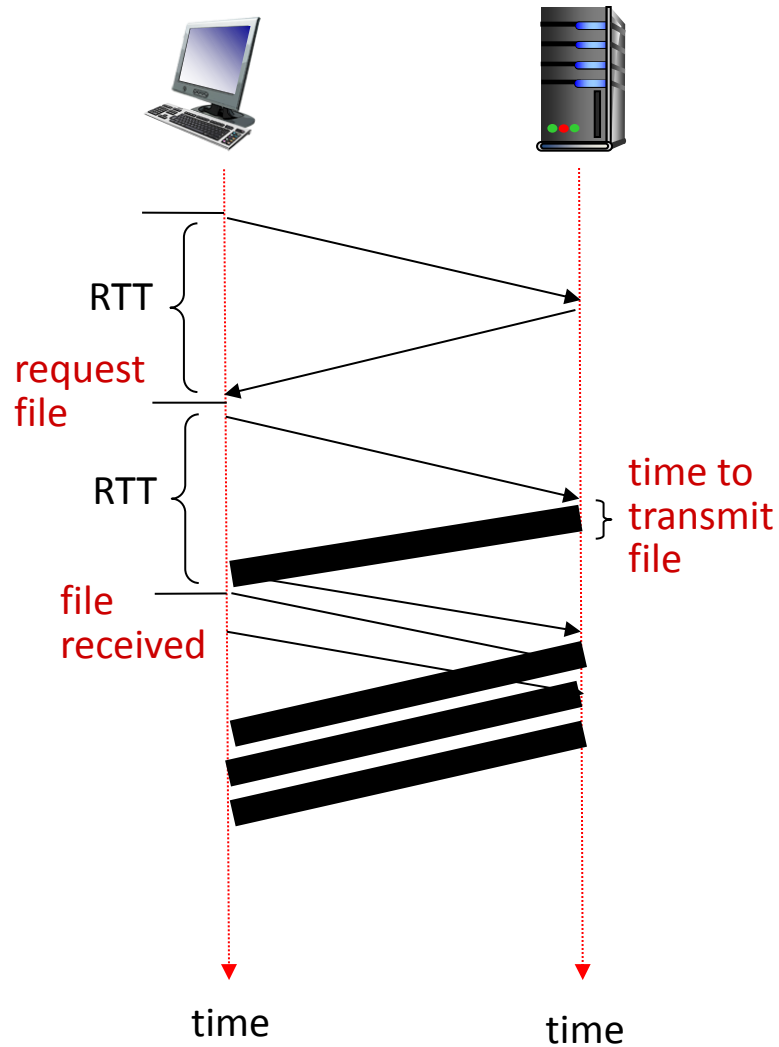 RTT
request
file
RTT
time to
transmit
file
file
received
time
time